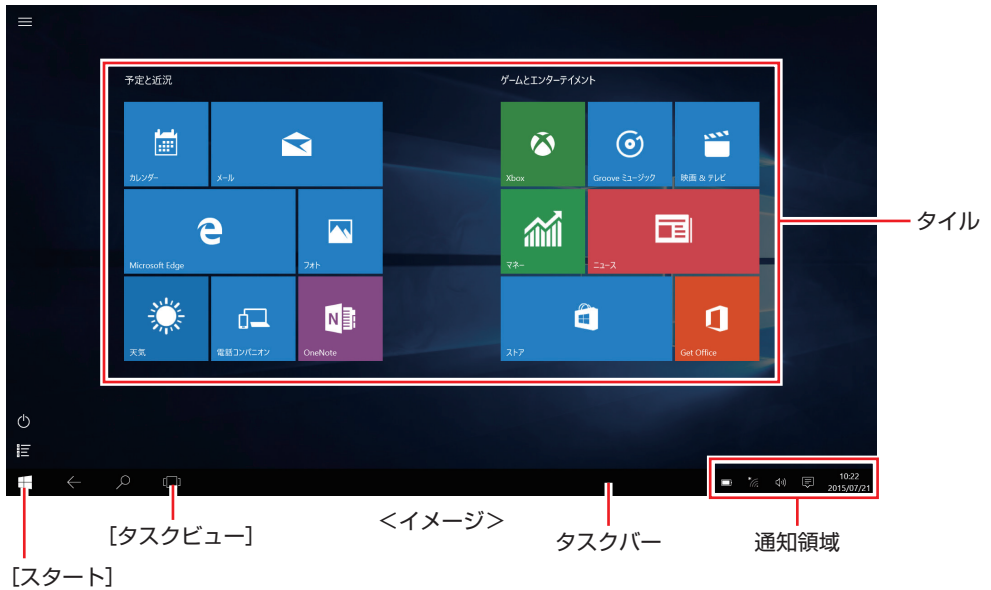 予定と近況
ゲームとエンターテイメント
カレンダー
メール
Xbox
Groove ミュージック
映画 & テレビ
Microsoft Edge
フォト
マネー
ニュース
タイル
天気
電話コンパニオン
N
OneNote
ストア
Get Office
10:22
2015/07/21
[タスクビュー]
<イメージ>
タスクバー
通知領域
[スタート]